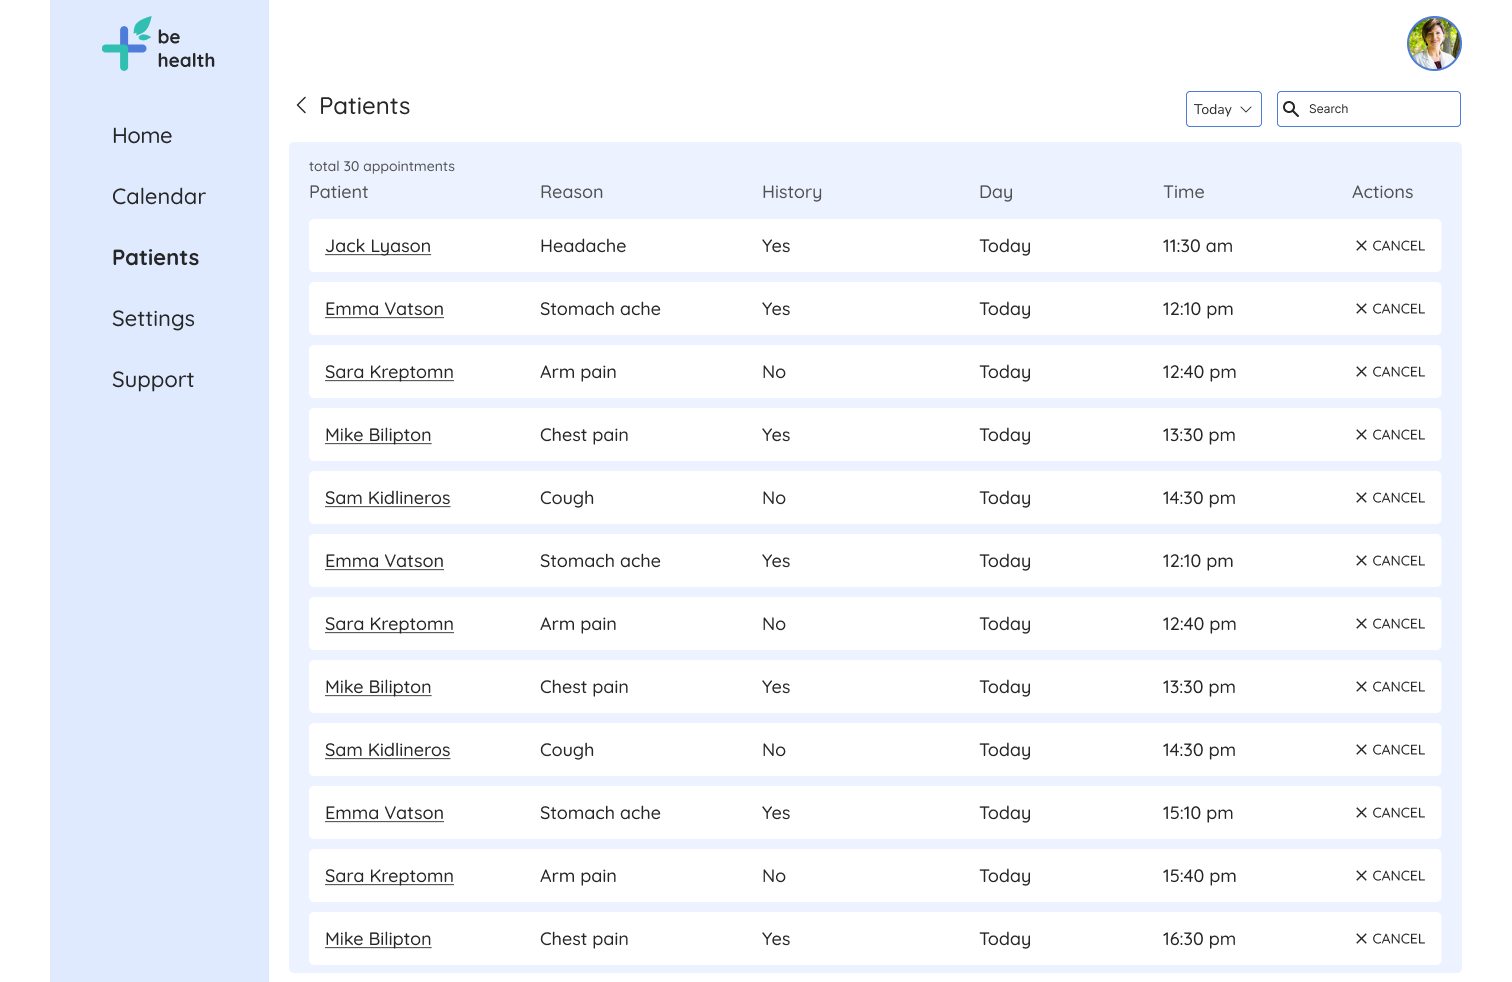 be
health
Home
Calendar
Patients
Settings
Support
Patients
Today
Search
total 30 appointments
Patient Reason History Day Time Actions
Jack Lyason Headache Yes Today 11:30 am CANCEL
Emma Vatson Stomach ache Yes Today 12:10 pm CANCEL
Sara Kreptomn Arm pain No Today 12:40 pm CANCEL
Mike Bilipton Chest pain Yes Today 13:30 pm CANCEL
Sam Kidlineros Cough No Today 14:30 pm CANCEL
Emma Vatson Stomach ache Yes Today 12:10 pm CANCEL
Sara Kreptomn Arm pain No Today 12:40 pm CANCEL
Mike Bilipton Chest pain Yes Today 13:30 pm CANCEL
Sam Kidlineros Cough No Today 14:30 pm CANCEL
Emma Vatson Stomach ache Yes Today 15:10 pm CANCEL
Sara Kreptomn Arm pain No Today 15:40 pm CANCEL
Mike Bilipton Chest pain Yes Today 16:30 pm CANCEL